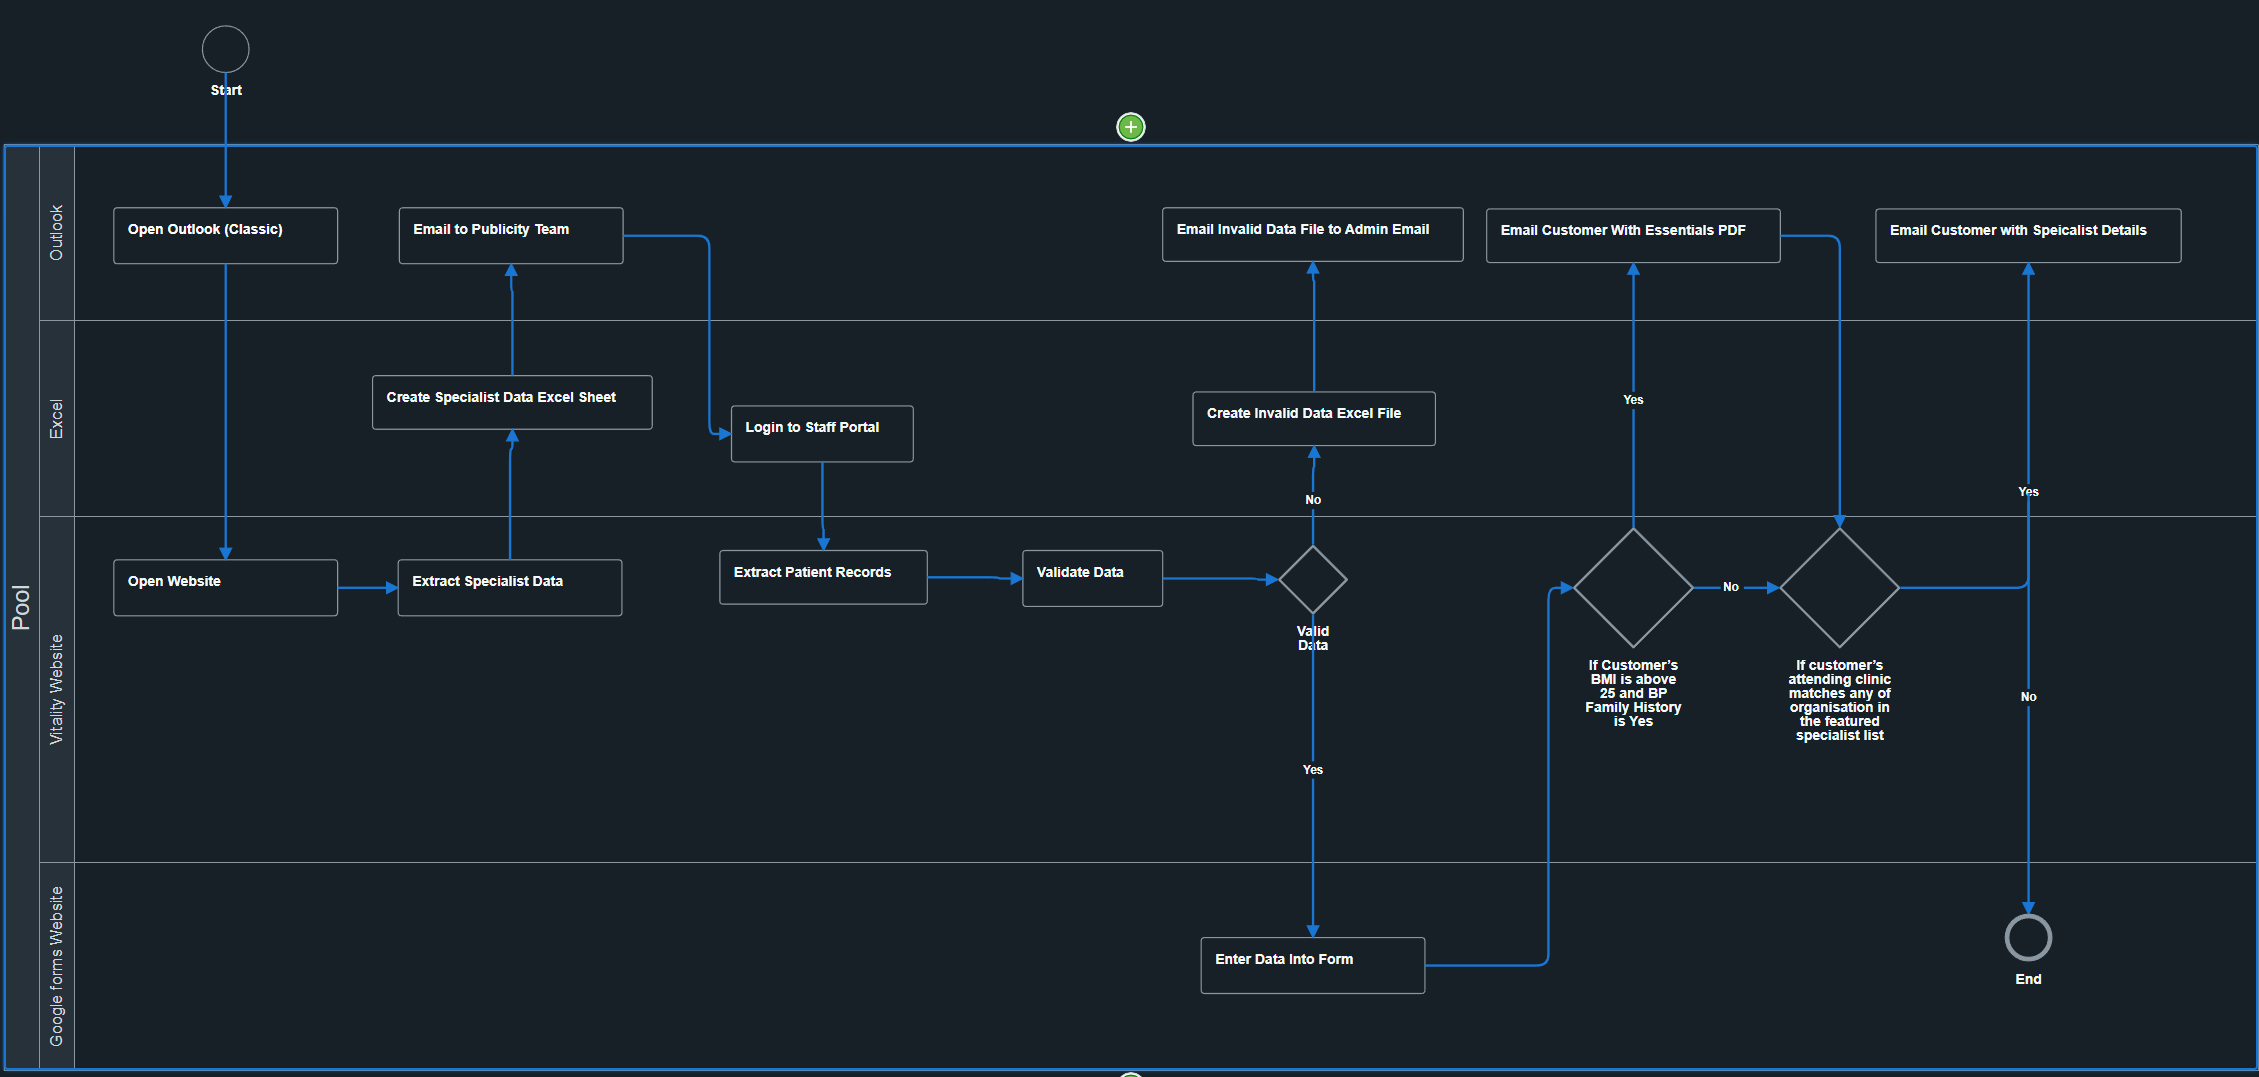 Start
Pool
Outlook
Open Outlook (Classic)
Email to Publicity Team
Email Invalid Data File to Admin Email
Email Customer With Essentials PDF
Email Customer with Speicalist Details
Excel
Create Specialist Data Excel Sheet
Login to Staff Portal
Create Invalid Data Excel File
Yes
Yes
No
Vitality Website
Open Website
Extract Specialist Data
Extract Patient Records
Validate Data
Valid
Data
No
If Customer’s
BMI is above
25 and BP
Family History
is Yes
If customer’s
attending clinic
matches any of
organisation in
the featured
specialist list
No
Yes
Google forms Website
Enter Data Into Form
End